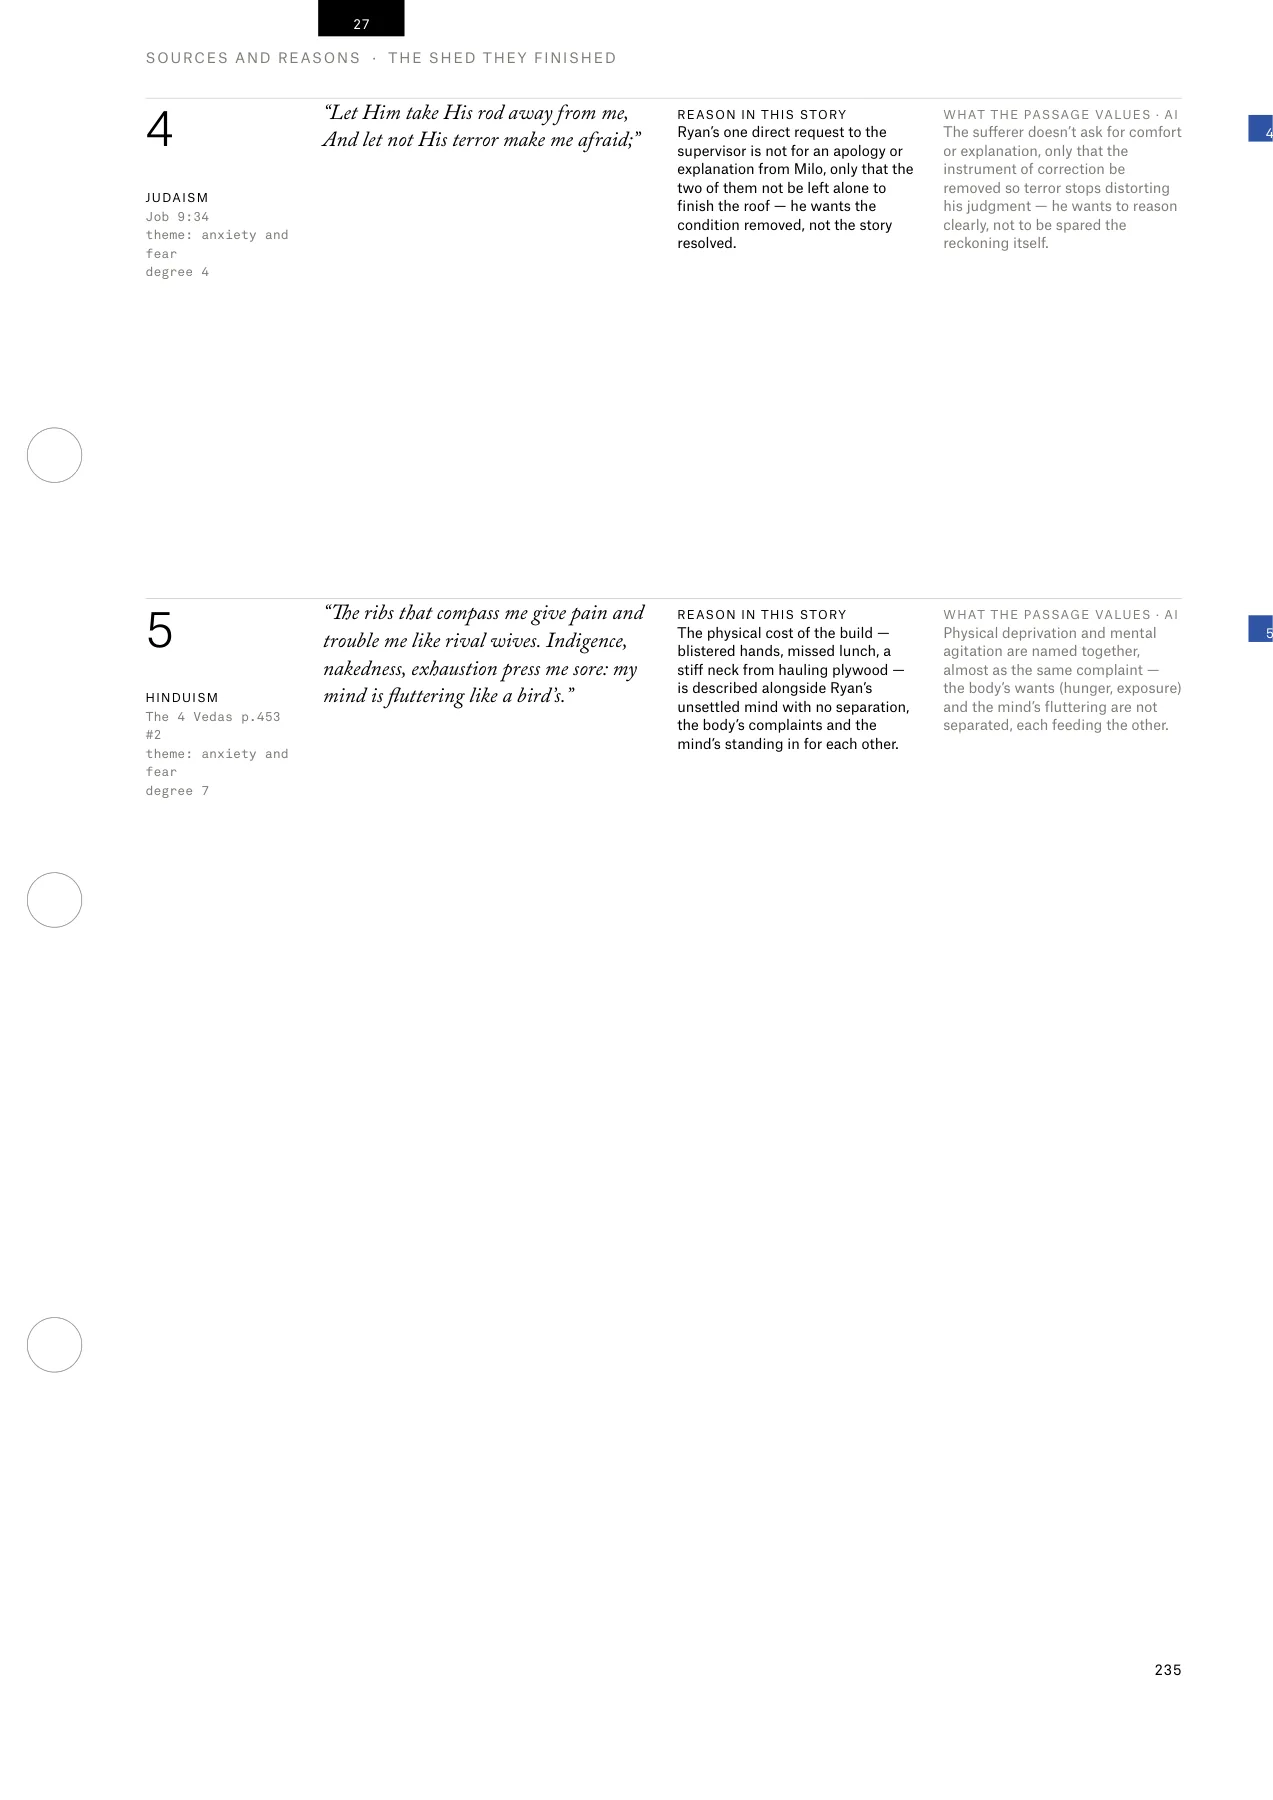 27
SOURCES AND REASONS · THE SHED THEY FINISHED
4
JUDAISM
Job 9:34
theme: anxiety and
fear
degree 4
“Let Him take His rod away from me,
And let not His terror make me afraid;”
REASON IN THIS STORY
Ryan’s one direct request to the
supervisor is not for an apology or
explanation from Milo, only that the
two of them not be left alone to
finish the roof — he wants the
condition removed, not the story
resolved.
WHAT THE PASSAGE VALUES · AI
The sufferer doesn’t ask for comfort
or explanation, only that the
instrument of correction be
removed so terror stops distorting
his judgment — he wants to reason
clearly, not to be spared the
reckoning itself.
4
5
HINDUISM
The 4 Vedas p.453
#2
theme: anxiety and
fear
degree 7
“The ribs that compass me give pain and
trouble me like rival wives. Indigence,
nakedness, exhaustion press me sore: my
mind is fluttering like a bird’s.”
REASON IN THIS STORY
The physical cost of the build —
blistered hands, missed lunch, a
stiff neck from hauling plywood —
is described alongside Ryan’s
unsettled mind with no separation,
the body’s complaints and the
mind’s standing in for each other.
WHAT THE PASSAGE VALUES · AI
Physical deprivation and mental
agitation are named together,
almost as the same complaint —
the body’s wants (hunger, exposure)
and the mind’s fluttering are not
separated, each feeding the other.
5
235